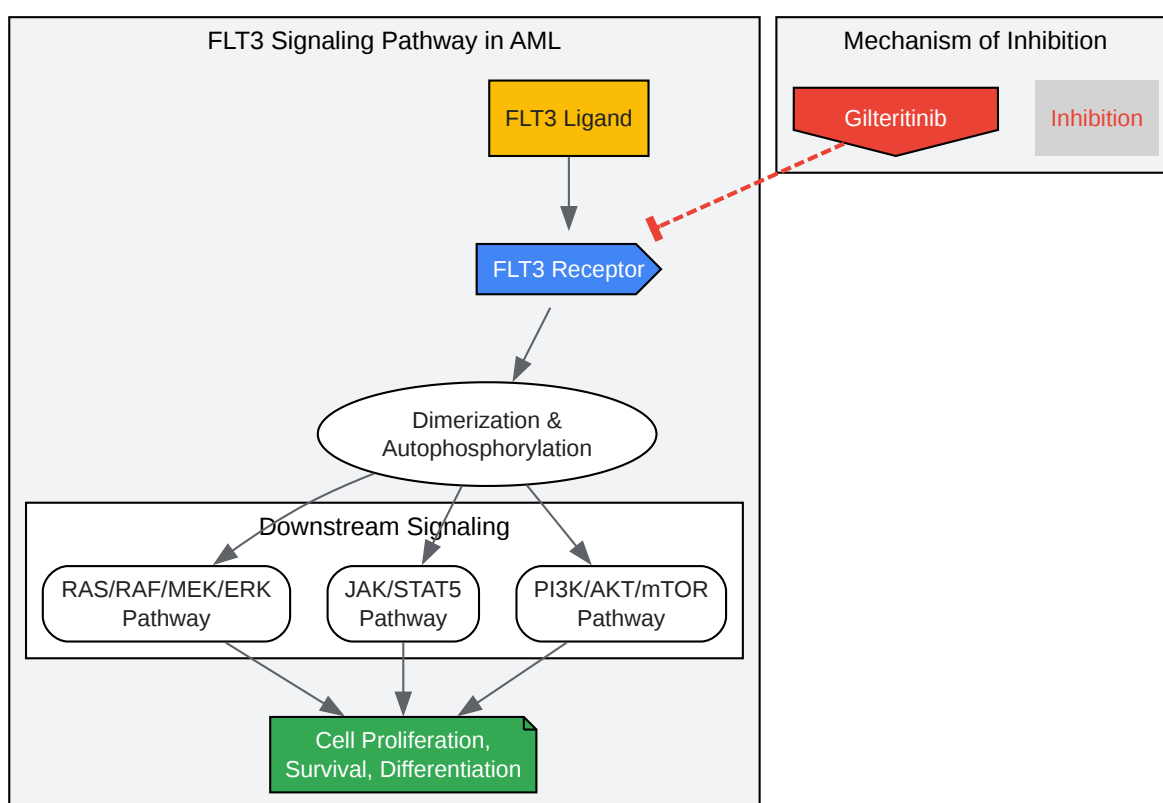 FLT3 Signaling Pathway in AML
Mechanism of Inhibition
FLT3 Ligand
Gilteritinib
Inhibition
FLT3 Receptor
Dimerization &
Autophosphorylation
Downstream Signaling
RAS/RAF/MEK/ERK
Pathway
JAK/STAT5
Pathway
PI3K/AKT/mTOR
Pathway
Cell Proliferation,
Survival, Differentiation